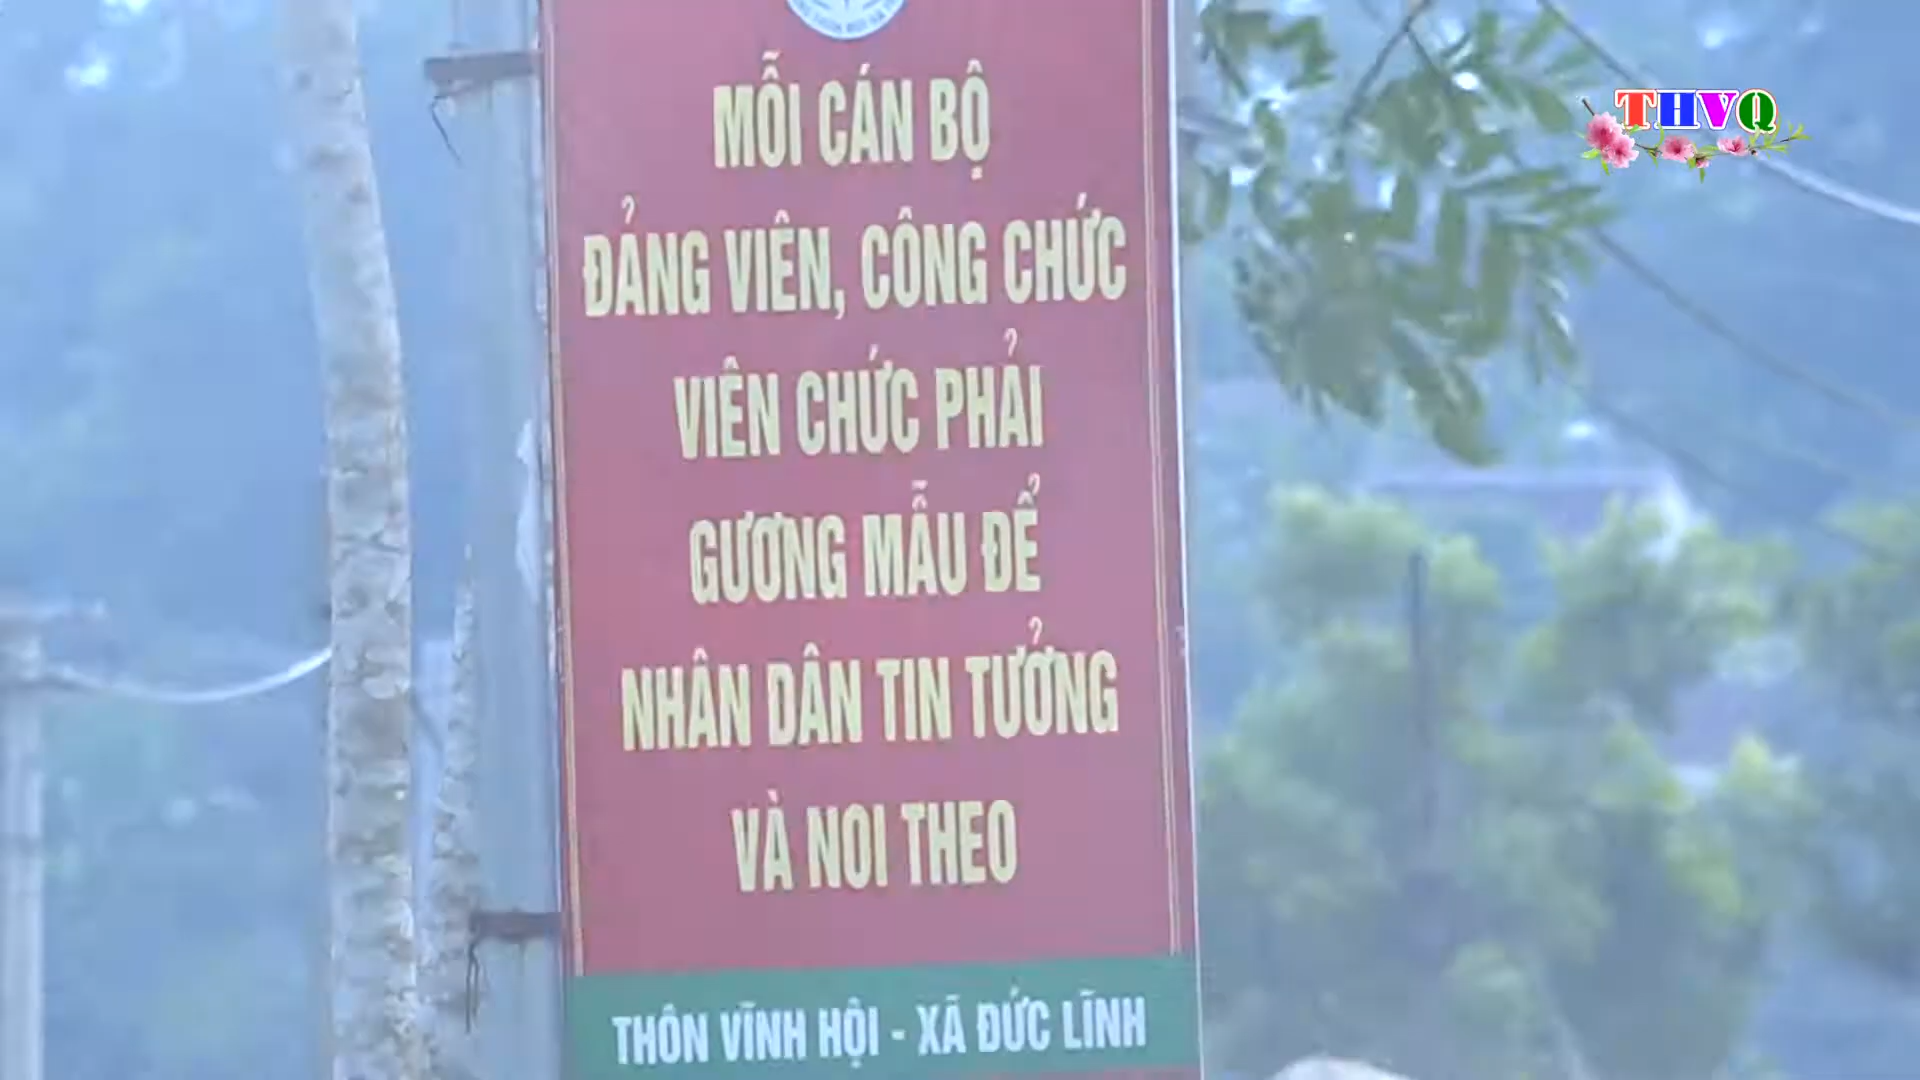 THVQ
MỖI CÁN BỘ
ĐẢNG VIÊN, CÔNG CHỨC
VIÊN CHỨC PHẢI
GƯƠNG MẪU ĐỂ
NHÂN DÂN TIN TƯỞNG
VÀ NOI THEO
THÔN VĨNH HỘI - XÃ ĐỨC LĨNH